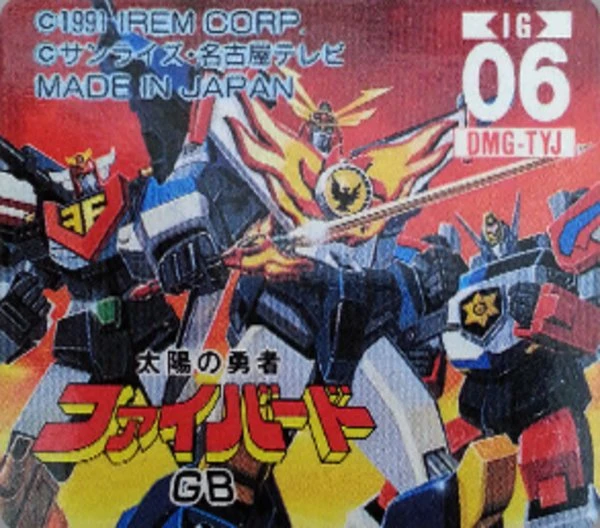 ©1991 IREM CORP.
©サンライズ・名古屋テレビ
MADE IN JAPAN
IG
06
DMG-TYJ
太陽の勇者
ファイバード
GB